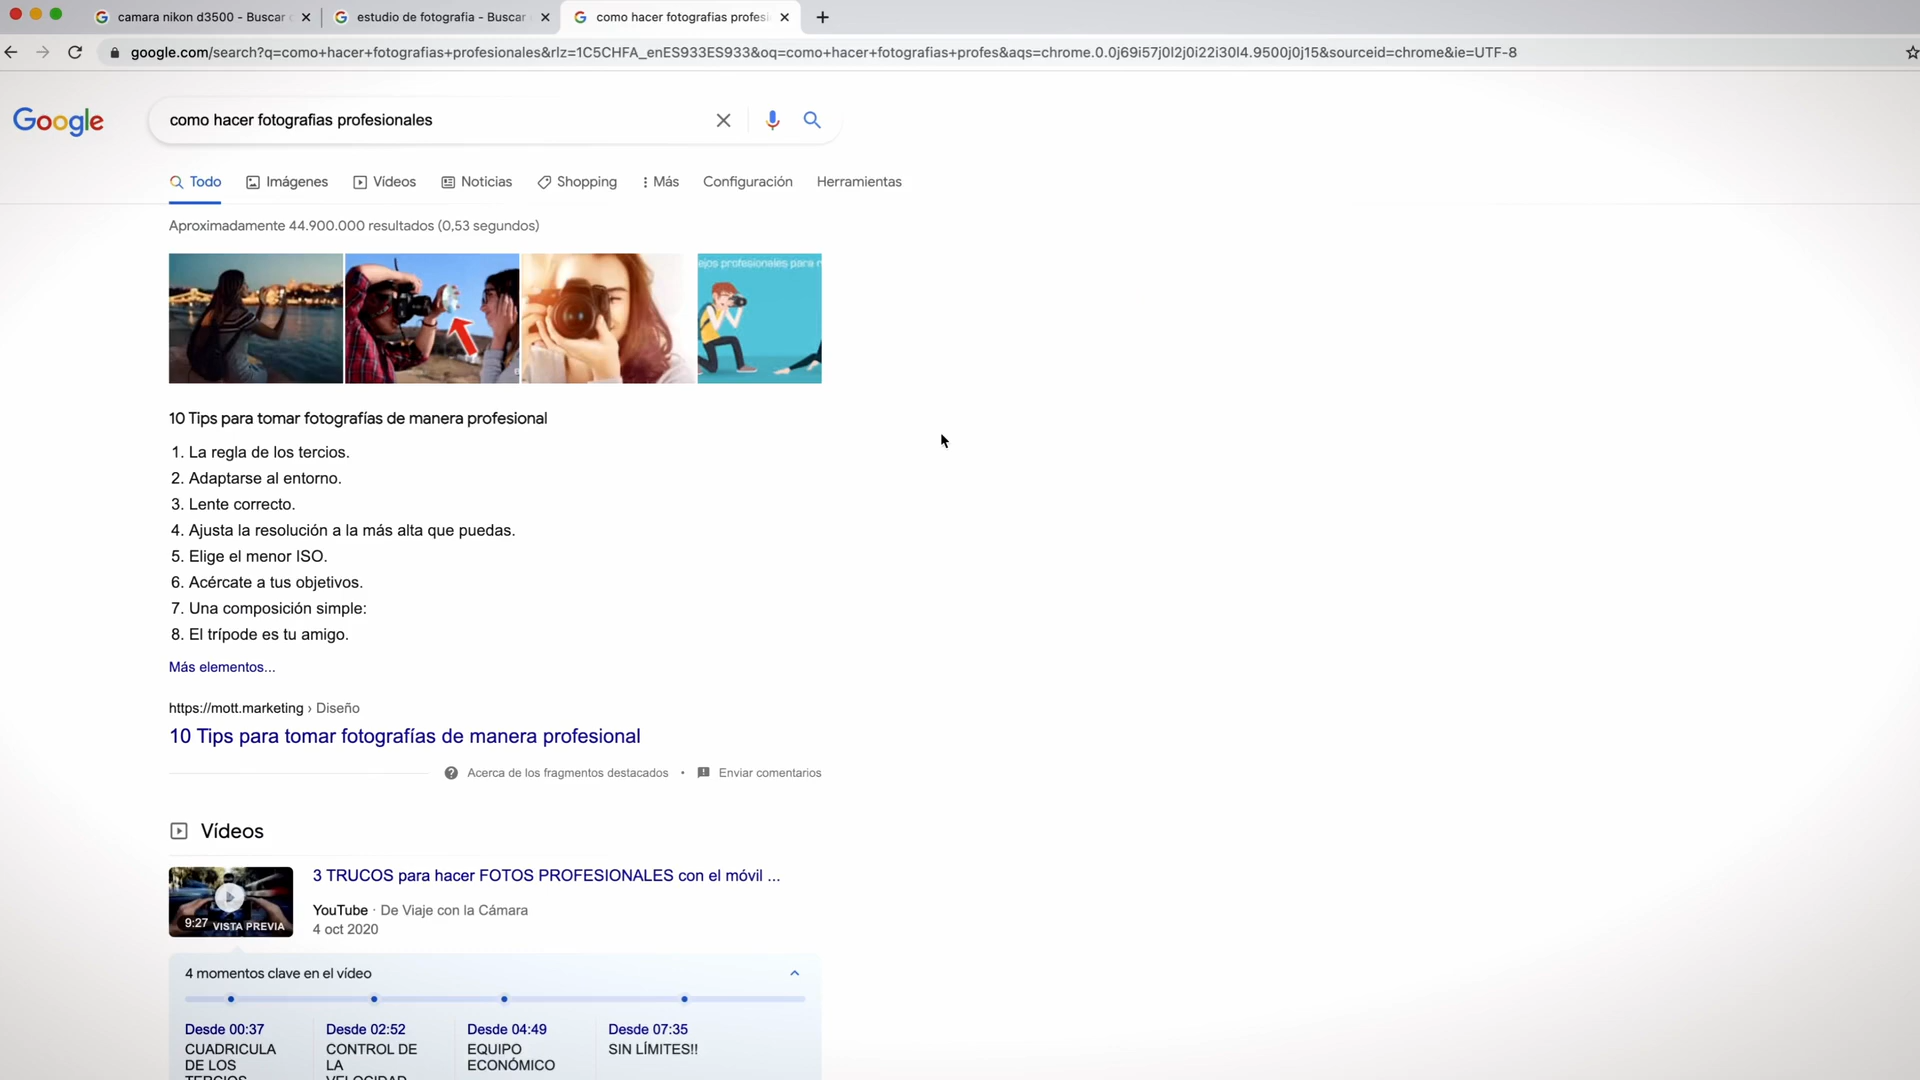 camara nikon d3500 - Buscar
estudio de fotografia - Buscar
como hacer fotografias profesi
google.com/search?q=como+hacer+fotografias+profesionales&rlz=1C5CHFA_enES933ES933&oq=como+hacer+fotografias+profes&aqs=chrome.0.0j69i57j0l2j0i22i30l4.9500j0j15&sourceid=chrome&ie=UTF-8
Google
como hacer fotografias profesionales
Todo Imágenes Vídeos Noticias Shopping Más Configuración Herramientas
Aproximadamente 44.900.000 resultados (0,53 segundos)
ejos profesionales para
10 Tips para tomar fotografías de manera profesional
1. La regla de los tercios.
2. Adaptarse al entorno.
3. Lente correcto.
4. Ajusta la resolución a la más alta que puedas.
5. Elige el menor ISO.
6. Acércate a tus objetivos.
7. Una composición simple:
8. El trípode es tu amigo.
Más elementos...
https://mott.marketing › Diseño
10 Tips para tomar fotografías de manera profesional
Acerca de los fragmentos destacados • Enviar comentarios
Vídeos
3 TRUCOS para hacer FOTOS PROFESIONALES con el móvil ...
YouTube · De Viaje con la Cámara
4 oct 2020
9:27 VISTA PREVIA
4 momentos clave en el vídeo
Desde 00:37 Desde 02:52 Desde 04:49 Desde 07:35
CUADRICULA CONTROL DE EQUIPO SIN LÍMITES!!
DE LOS LA ECONÓMICO
TERCIOS VELOCIDAD